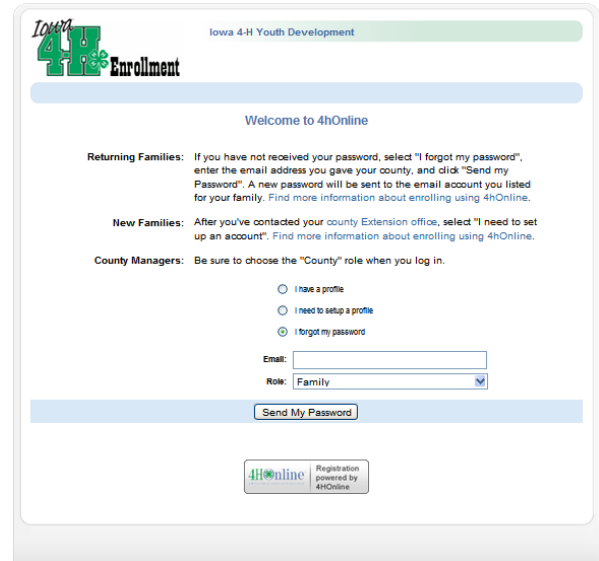 Iowa
4-H
Enrollment
Iowa 4-H Youth Development
Welcome to 4hOnline
Returning Families: If you have not received your password, select "I forgot my password",
enter the email address you gave your county, and click "Send my
Password". A new password will be sent to the email account you listed
for your family. Find more information about enrolling using 4hOnline.
New Families: After you've contacted your county Extension office, select "I need to set
up an account". Find more information about enrolling using 4hOnline.
County Managers: Be sure to choose the "County" role when you log in.
I have a profile
I need to setup a profile
I forgot my password
Email:
Role: Family
Send My Password
4HOnline
Registration
powered by
4HOnline